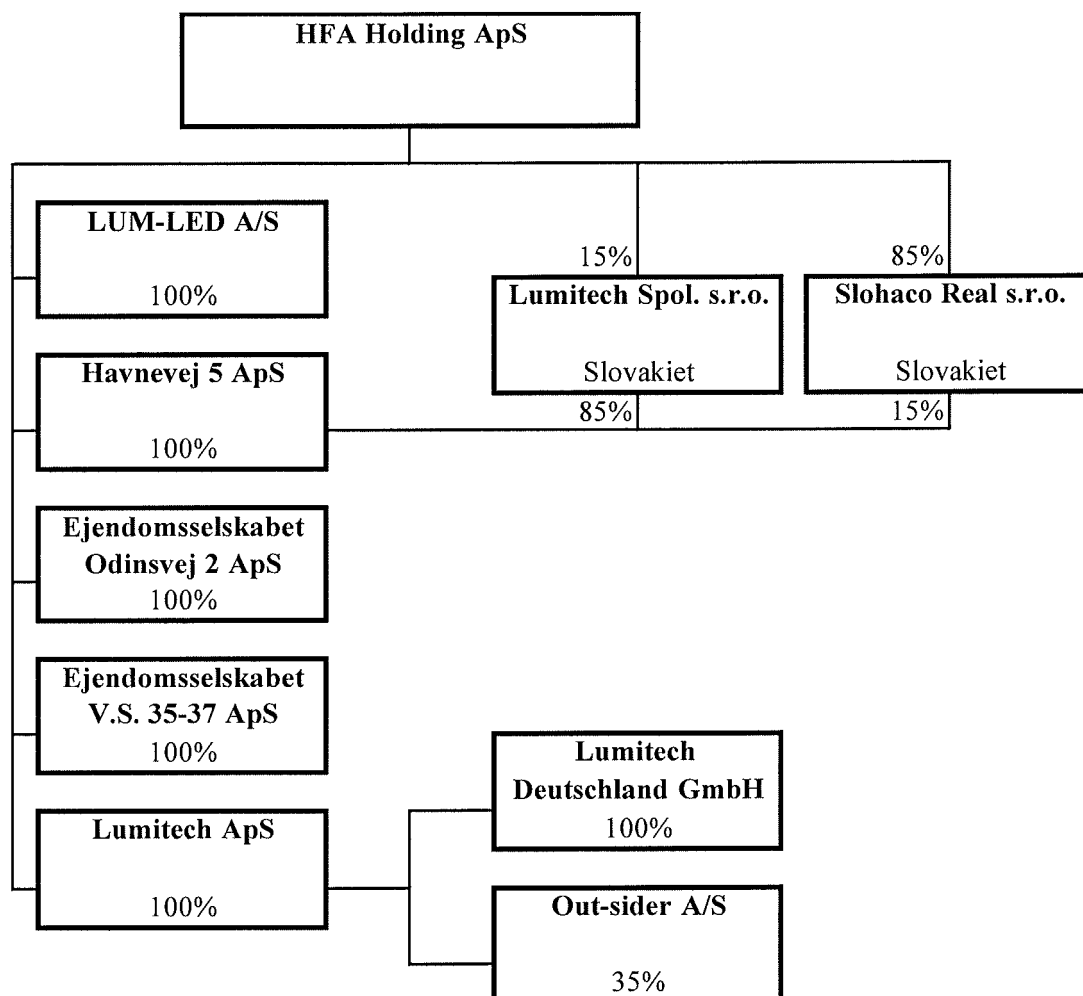 HFA Holding ApS
LUM-LED A/S
100%
15%
85%
Lumitech Spol. s.r.o.
Slovakiet
Slohaco Real s.r.o.
Slovakiet
85%
15%
Havnevej 5 ApS
100%
Ejendomsselskabet
Odinsvej 2 ApS
100%
Ejendomsselskabet
V.S. 35-37 ApS
100%
Lumitech ApS
100%
Lumitech
Deutschland GmbH
100%
Out-sider A/S
35%